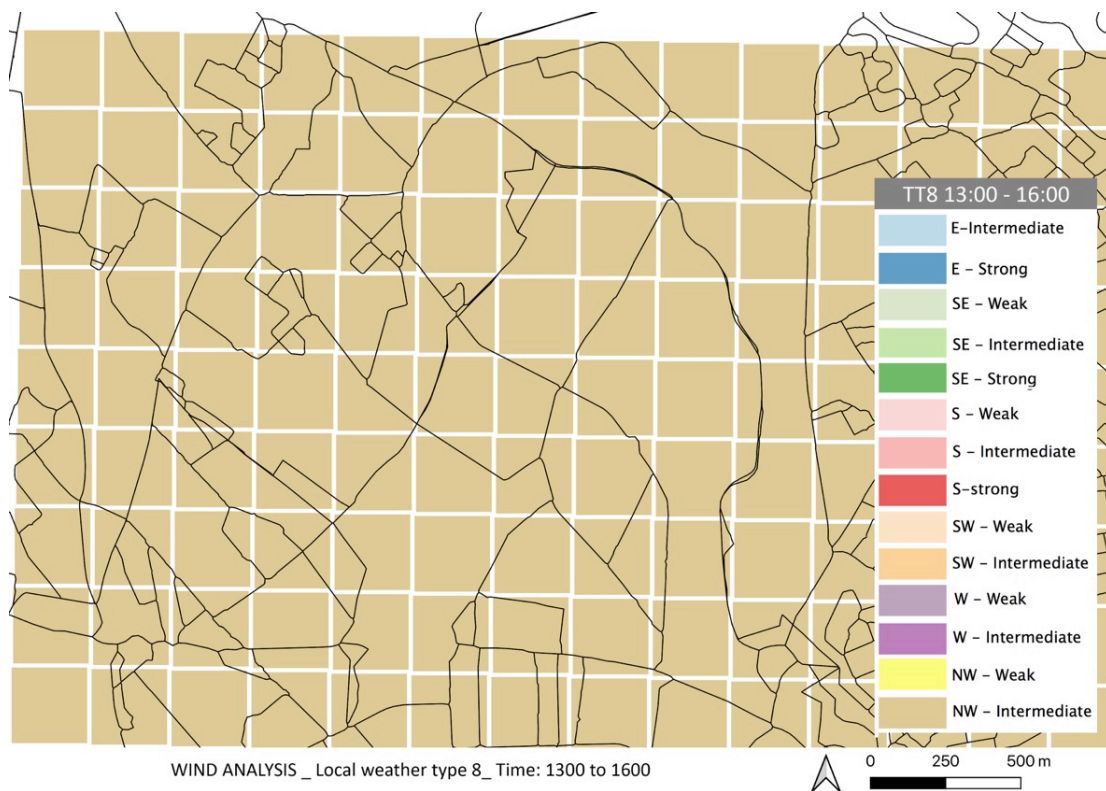 TT8 13:00 - 16:00
E-Intermediate
E – Strong
SE – Weak
SE – Intermediate
SE – Strong
S – Weak
S – Intermediate
S-strong
SW – Weak
SW – Intermediate
W – Weak
W – Intermediate
NW – Weak
NW – Intermediate
WIND ANALYSIS _ Local weather type 8_ Time: 1300 to 1600
0 250 500 m